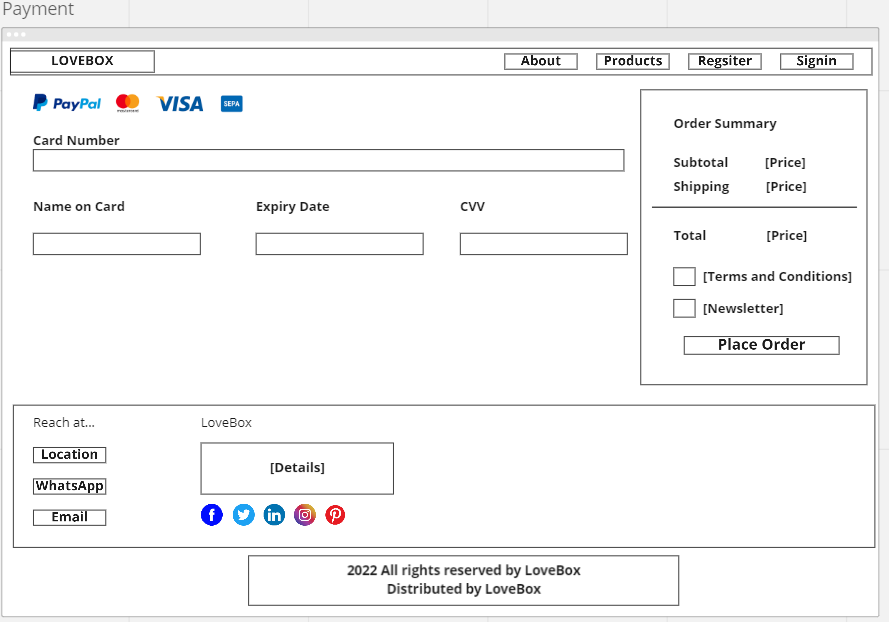 Payment
LOVEBOX
About Products Regsiter Signin
PayPal mastercard VISA SEPA
Card Number
Name on Card Expiry Date CVV
Order Summary
Subtotal [Price]
Shipping [Price]
Total [Price]
[Terms and Conditions]
[Newsletter]
Place Order
Reach at...
Location
WhatsApp
Email
LoveBox
[Details]
2022 All rights reserved by LoveBox
Distributed by LoveBox